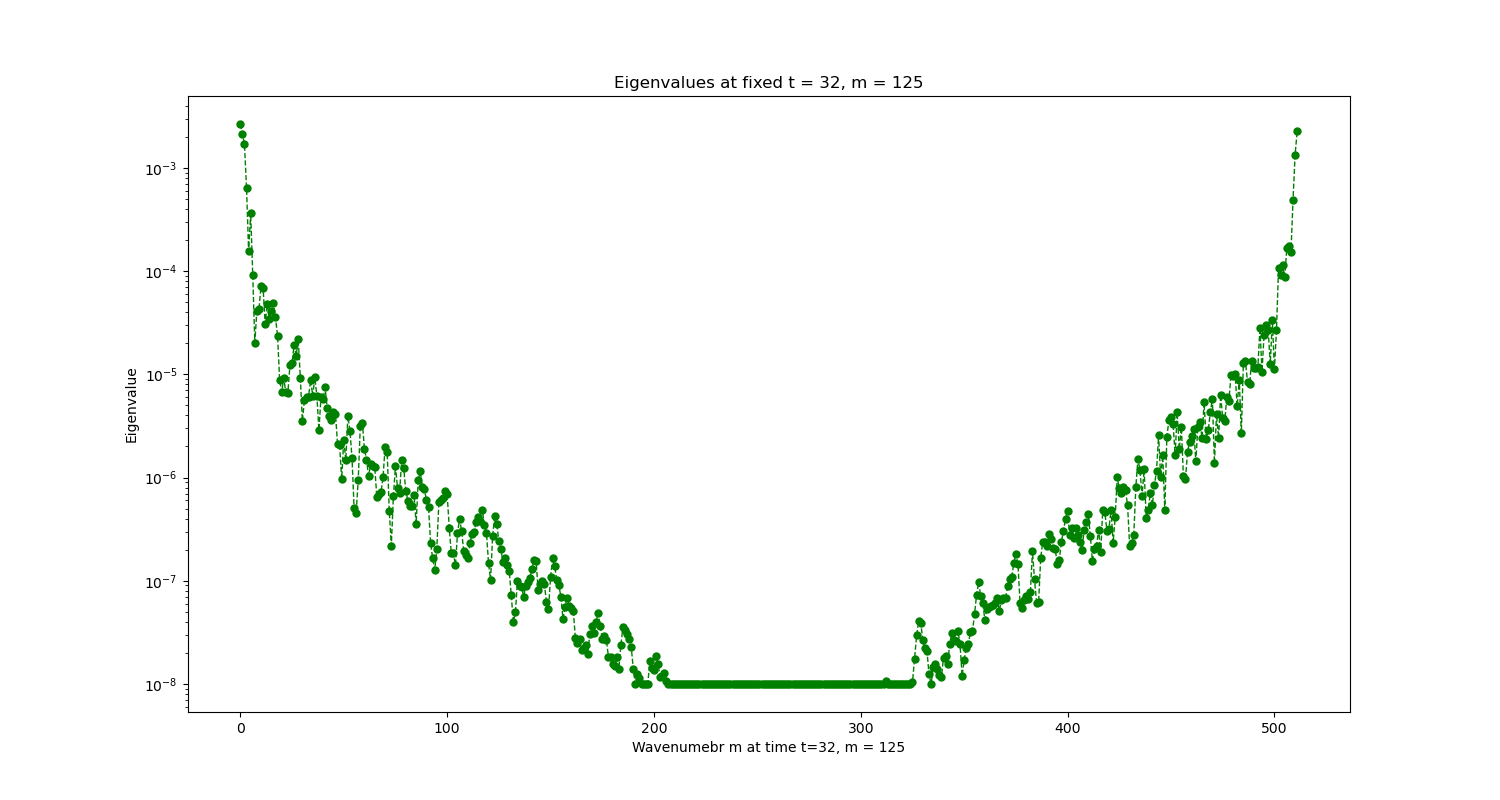 Eigenvalues at fixed t = 32, m = 125
10⁻³
10⁻⁴
10⁻⁵
10⁻⁶
10⁻⁷
10⁻⁸
Eigenvalue
0 100 200 300 400 500
Wavenumebr m at time t=32, m = 125